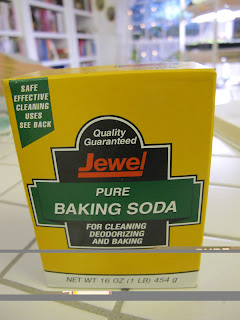 SAFE
EFFECTIVE
CLEANING
USES
SEE BACK
Quality
Guaranteed
Jewel
PURE
BAKING SODA
FOR CLEANING
DEODORIZING
AND BAKING
NET WT 16 OZ (1 LB) 454 g